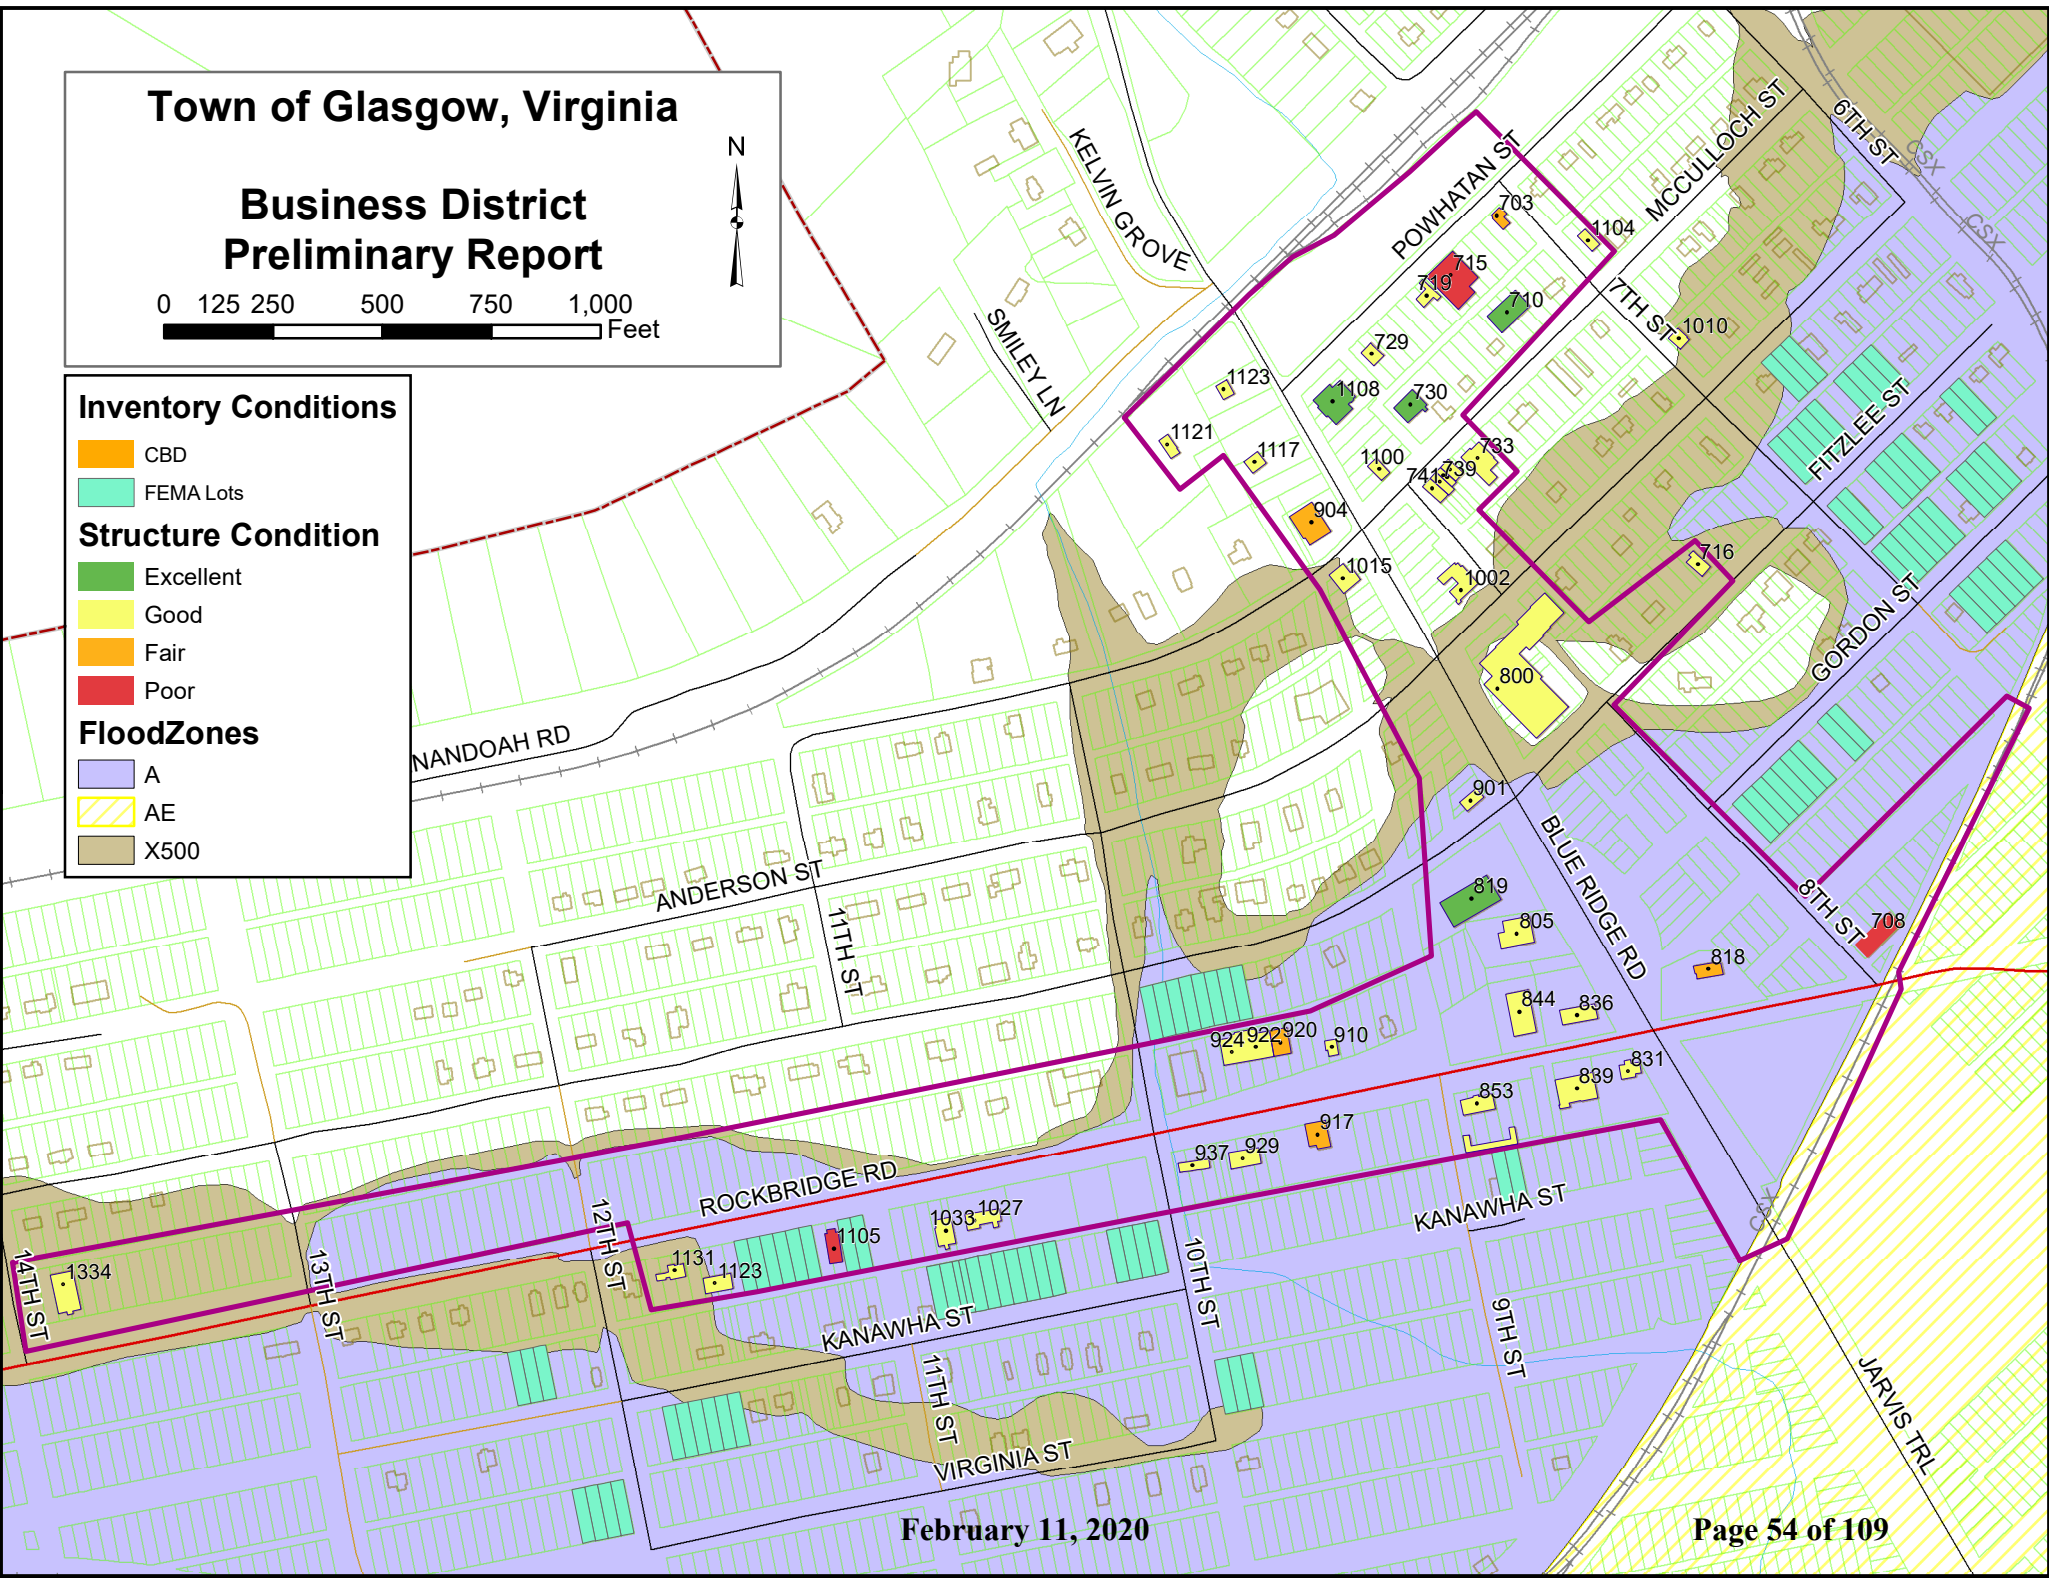 Town of Glasgow, Virginia
Business District
Preliminary Report
N
0 125 250 500 750 1,000
Feet
Inventory Conditions
CBD
FEMA Lots
Structure Condition
Excellent
Good
Fair
Poor
FloodZones
A
AE
X500
KELVIN GROVE
SMILEY LN
POWHATAN ST
MCCULLOCH ST
6TH ST
CSX
CSX
7TH ST
FITZLEE ST
GORDON ST
703
1104
715
719
710
1010
729
1123
1108
730
1121
1117
1100
733
739
741
904
1015
1002
716
800
NANDOAH RD
ANDERSON ST
11TH ST
901
BLUE RIDGE RD
819
805
8TH ST
708
818
844
836
924
922
920
910
831
839
853
917
937
929
ROCKBRIDGE RD
KANAWHA ST
CSX
12TH ST
1033
1027
1105
1131
1123
1334
14TH ST
13TH ST
10TH ST
9TH ST
KANAWHA ST
11TH ST
JARVIS TRL
VIRGINIA ST
February 11, 2020
Page 54 of 109